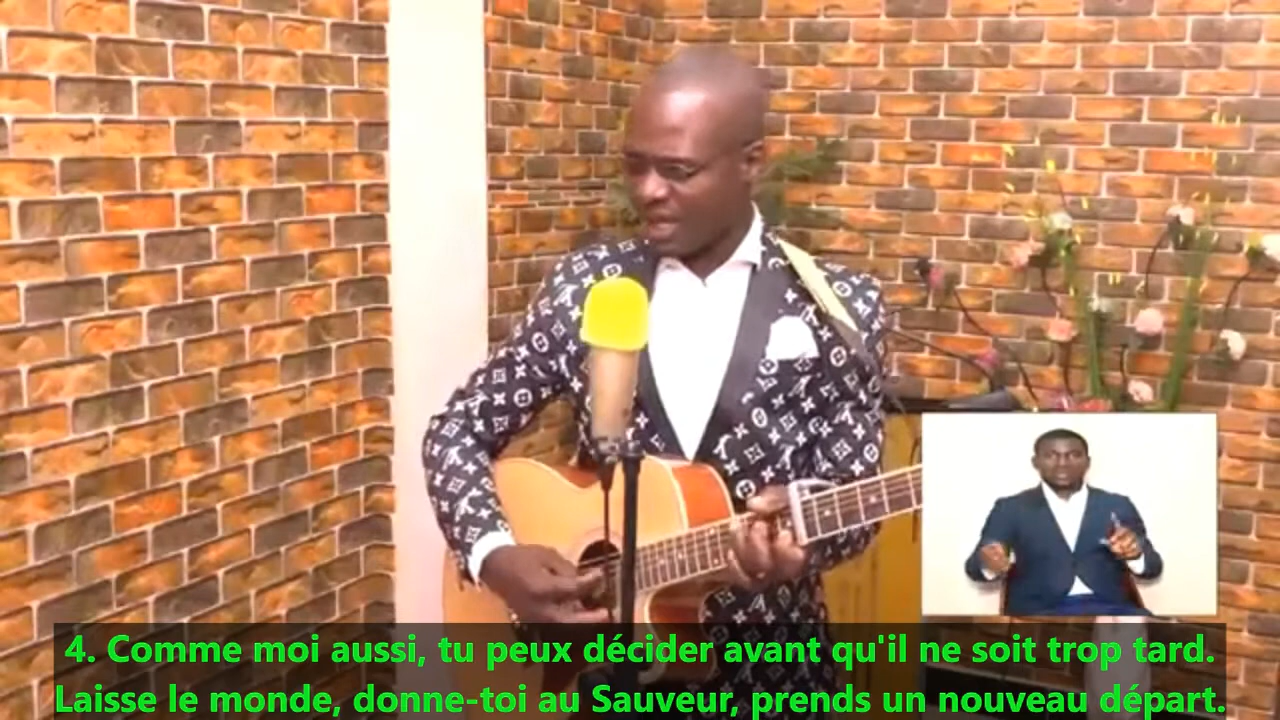 4. Comme moi aussi, tu peux décider avant qu'il ne soit trop tard.
Laisse le monde, donne-toi au Sauveur, prends un nouveau départ.